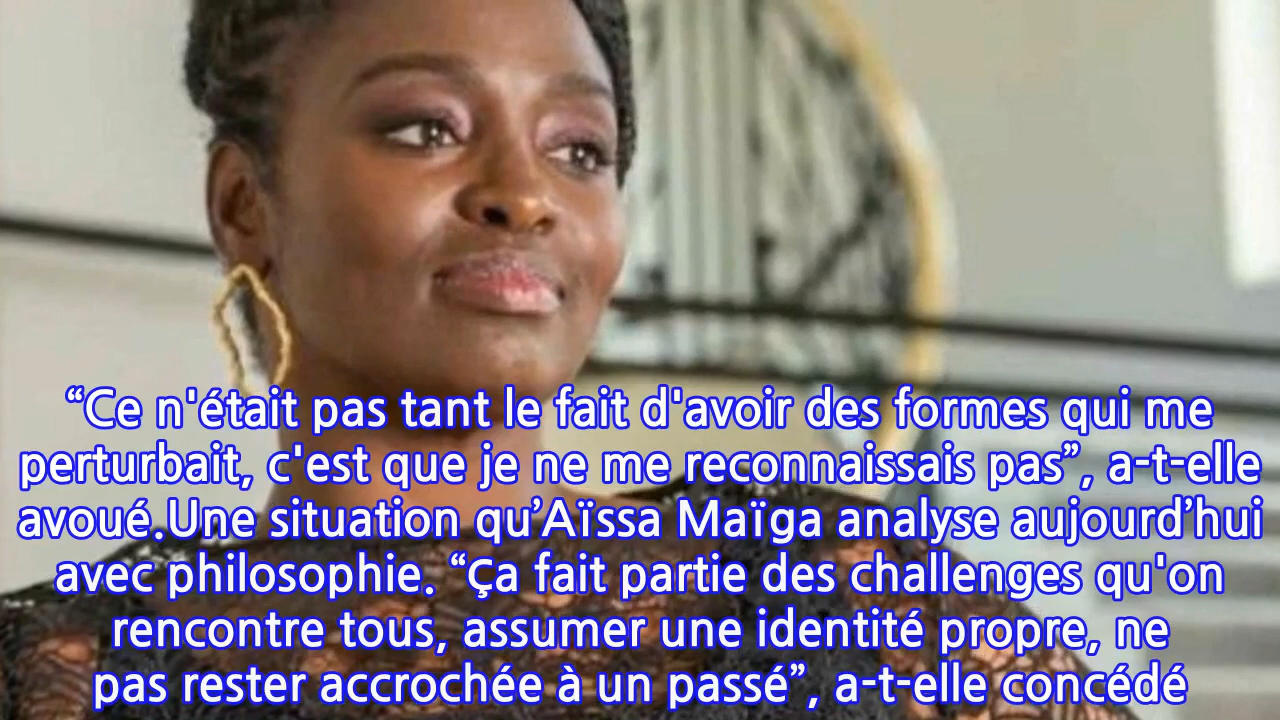 “Ce n'était pas tant le fait d'avoir des formes qui me
perturbait, c'est que je ne me reconnaissais pas”, a-t-elle
avoué.Une situation qu’Aïssa Maïga analyse aujourd’hui
avec philosophie. “Ça fait partie des challenges qu'on
rencontre tous, assumer une identité propre, ne
pas rester accrochée à un passé”, a-t-elle concédé